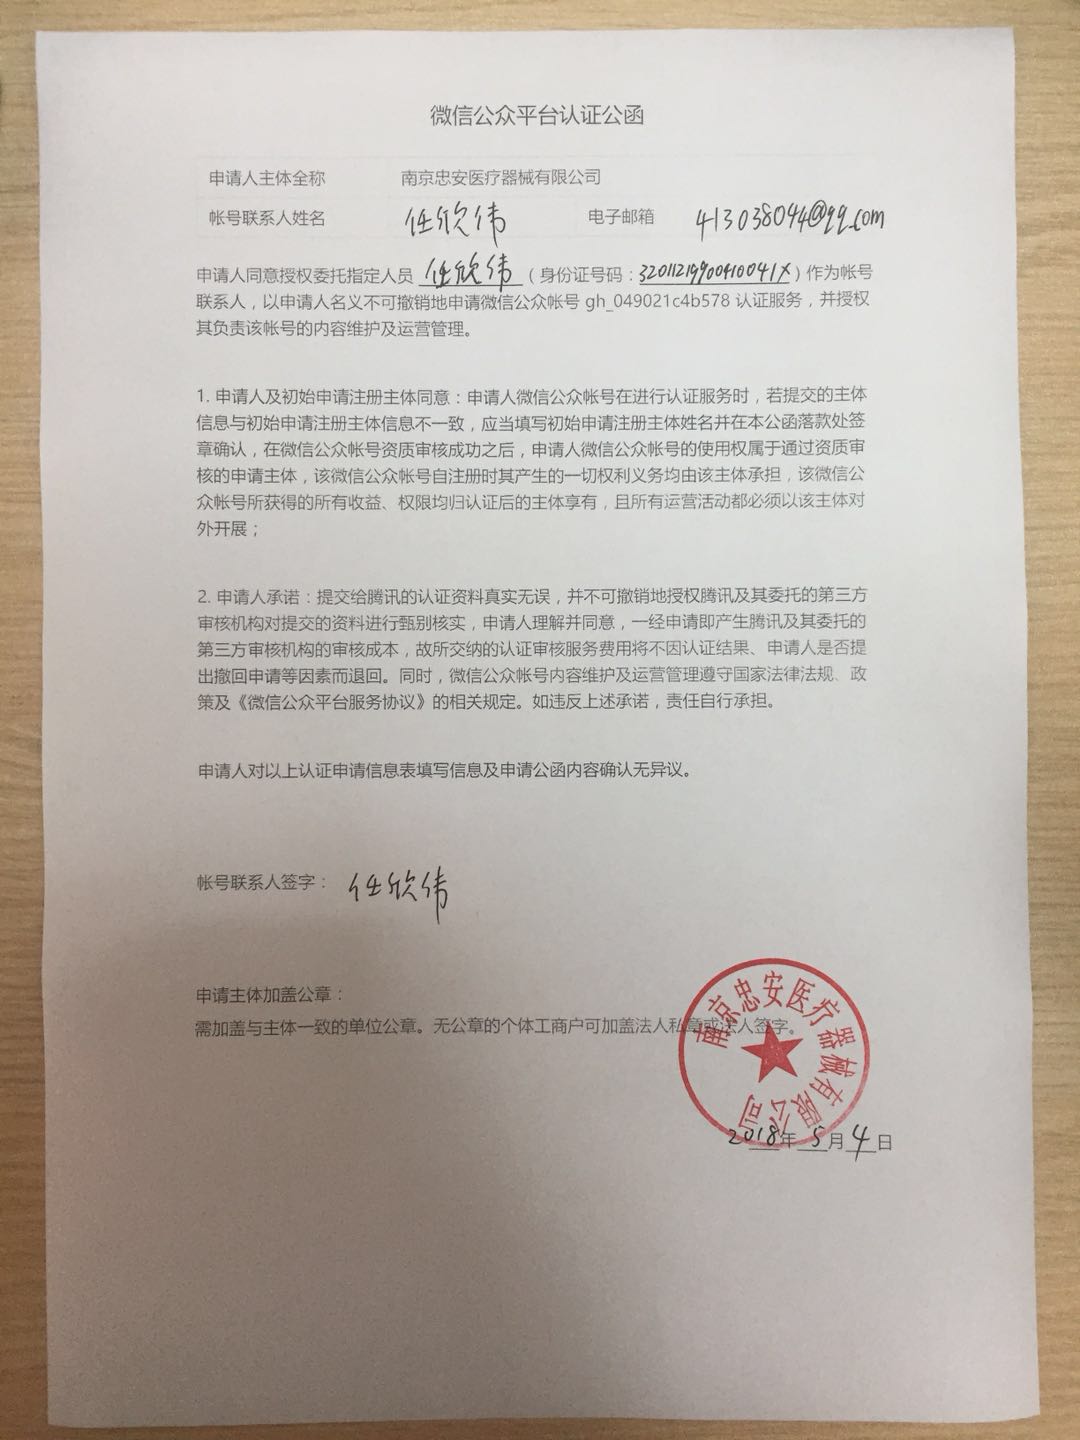 微信公众平台认证公函
申请人主体全称 南京忠安医疗器械有限公司
帐号联系人姓名 任欣伟 电子邮箱 413038094@qq.com
申请人同意授权委托指定人员 任欣伟 （身份证号码：32011219900410041X）作为帐号
联系人，以申请人名义不可撤销地申请微信公众帐号 gh_049021c4b578 认证服务，并授权
其负责该帐号的内容维护及运营管理。
1. 申请人及初始申请注册主体同意：申请人微信公众帐号在进行认证服务时，若提交的主体
信息与初始申请注册主体信息不一致，应当填写初始申请注册主体姓名并在本公函落款处签
章确认，在微信公众帐号资质审核成功之后，申请人微信公众帐号的使用权属于通过资质审
核的申请主体，该微信公众帐号自注册时其产生的一切权利义务均由该主体承担，该微信公
众帐号所获得的所有收益、权限均归认证后的主体享有，且所有运营活动都必须以该主体对
外开展；
2. 申请人承诺：提交给腾讯的认证资料真实无误，并不可撤销地授权腾讯及其委托的第三方
审核机构对提交的资料进行甄别核实，申请人理解并同意，一经申请即产生腾讯及其委托的
第三方审核机构的审核成本，故所交纳的认证审核服务费用将不因认证结果、申请人是否提
出撤回申请等因素而退回。同时，微信公众帐号内容维护及运营管理遵守国家法律法规、政
策及《微信公众平台服务协议》的相关规定。如违反上述承诺，责任自行承担。
申请人对以上认证申请信息表填写信息及申请公函内容确认无异议。
帐号联系人签字： 任欣伟
申请主体加盖公章：
需加盖与主体一致的单位公章。无公章的个体工商户可加盖法人私章或法人签字。
南京忠安医疗器械有限公司
2018年 5月4日